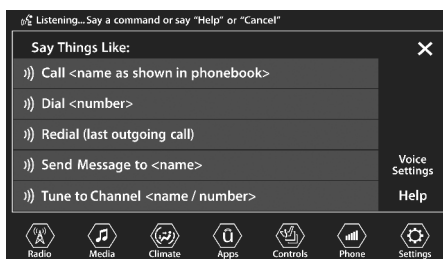 Listening...Say a command or say “Help” or “Cancel”
Say Things Like:
Call <name as shown in phonebook>
Dial <number>
Redial (last outgoing call)
Send Message to <name>
Tune to Channel <name / number>
Voice
Settings
Help
Radio Media Climate Apps Controls Phone Settings